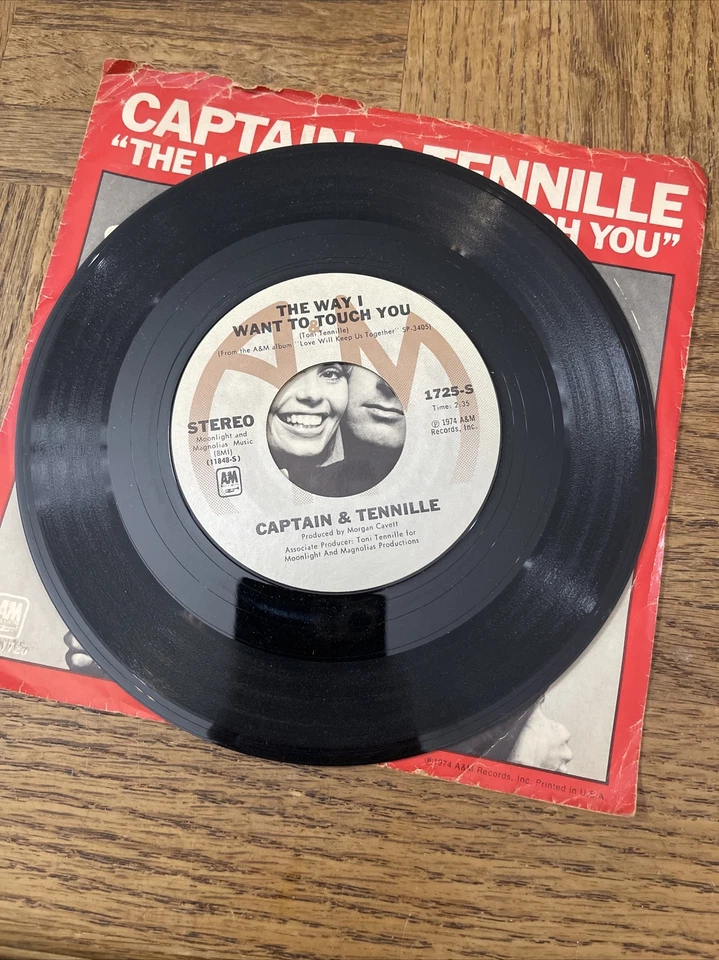 CAPTAIN & TENNILLE
"THE W H YOU"
THE WAY I
WANT TO TOUCH YOU
(Toni Tennille)
(From the A&M album "Love Will Keep Us Together" SP-3405)
A&M
STEREO
Moonlight and
Magnolias Music
(BMI)
(11848-S)
AM
1725-S
Time: 2:35
℗ 1974 A&M
Records, Inc.
CAPTAIN & TENNILLE
Produced by Morgan Cavett
Associate Producer: Toni Tennille for
Moonlight And Magnolias Productions
AM
℗1974 A&M Records, Inc. Printed in U.S.A.